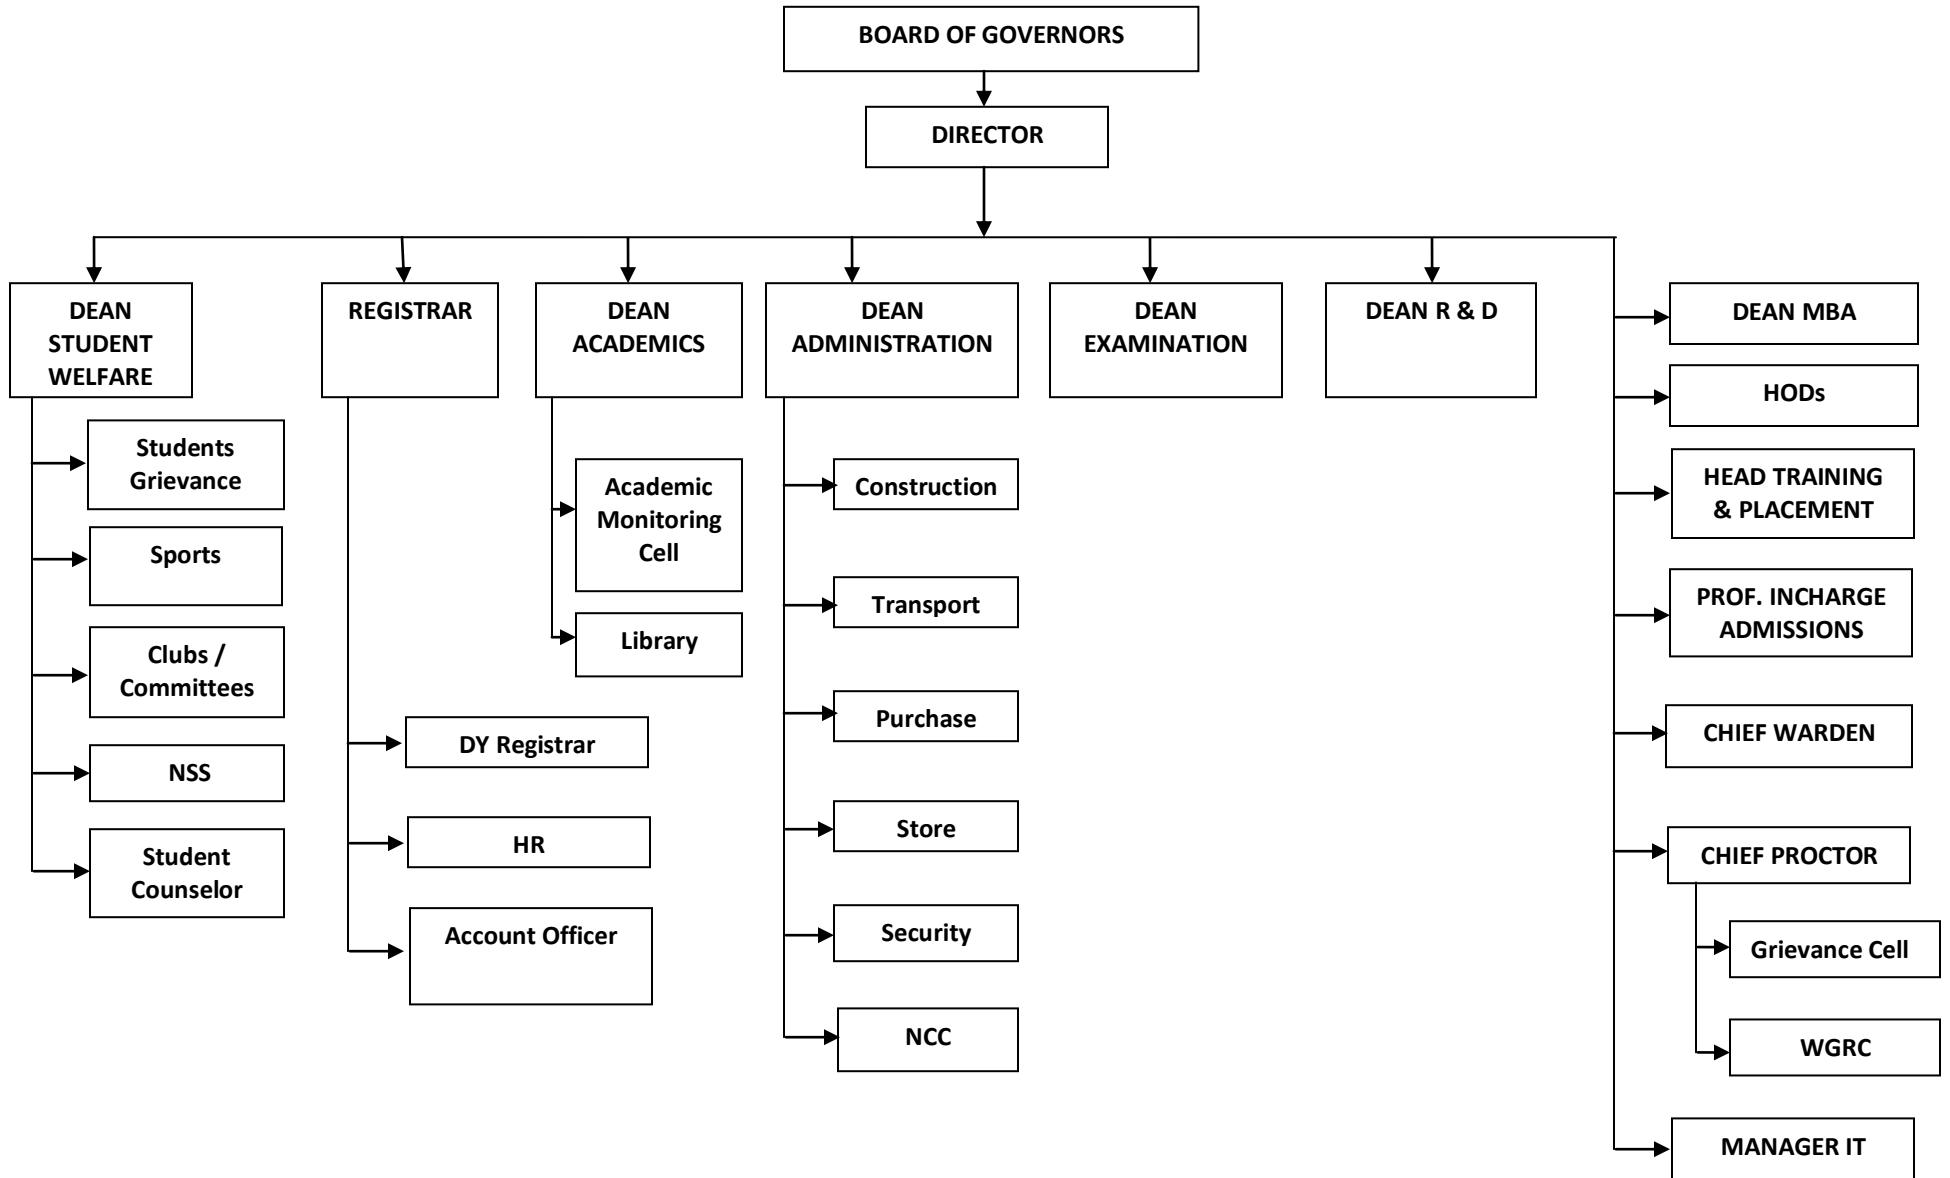 BOARD OF GOVERNORS
DIRECTOR
DEAN
STUDENT
WELFARE
REGISTRAR
DEAN
ACADEMICS
DEAN
ADMINISTRATION
DEAN
EXAMINATION
DEAN R & D
Students
Grievance
Sports
Clubs /
Committees
NSS
Student
Counselor
DY Registrar
HR
Account Officer
Academic
Monitoring
Cell
Library
Construction
Transport
Purchase
Store
Security
NCC
DEAN MBA
HODs
HEAD TRAINING
& PLACEMENT
PROF. INCHARGE
ADMISSIONS
CHIEF WARDEN
CHIEF PROCTOR
Grievance Cell
WGRC
MANAGER IT